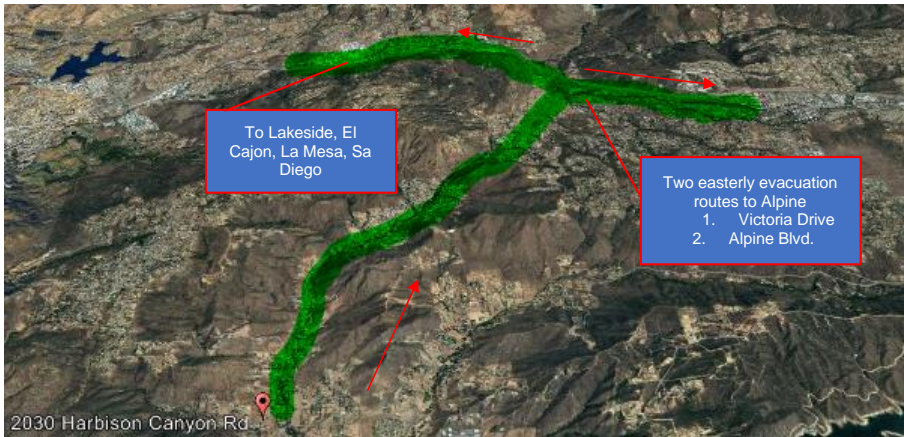 To Lakeside, El
Cajon, La Mesa, Sa
Diego
Two easterly evacuation
routes to Alpine
1. Victoria Drive
2. Alpine Blvd.
2030 Harbison Canyon Rd